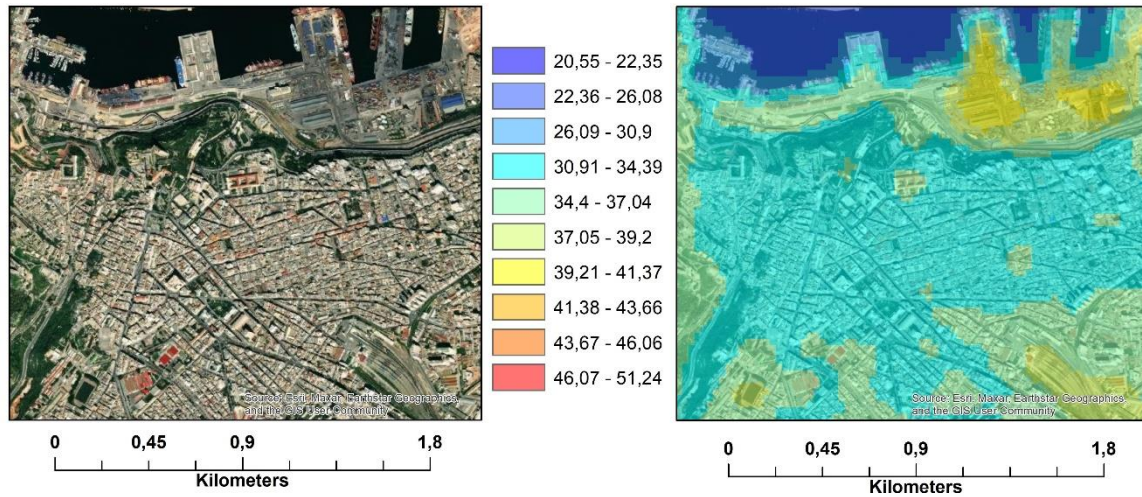 20,55 - 22,35
22,36 - 26,08
26,09 - 30,9
30,91 - 34,39
34,4 - 37,04
37,05 - 39,2
39,21 - 41,37
41,38 - 43,66
43,67 - 46,06
46,07 - 51,24
Source: Esri, Maxar, Earthstar Geographics,
and the GIS User Community
0 0,45 0,9 1,8
Kilometers
Source: Esri, Maxar, Earthstar Geographics,
and the GIS User Community
0 0,45 0,9 1,8
Kilometers